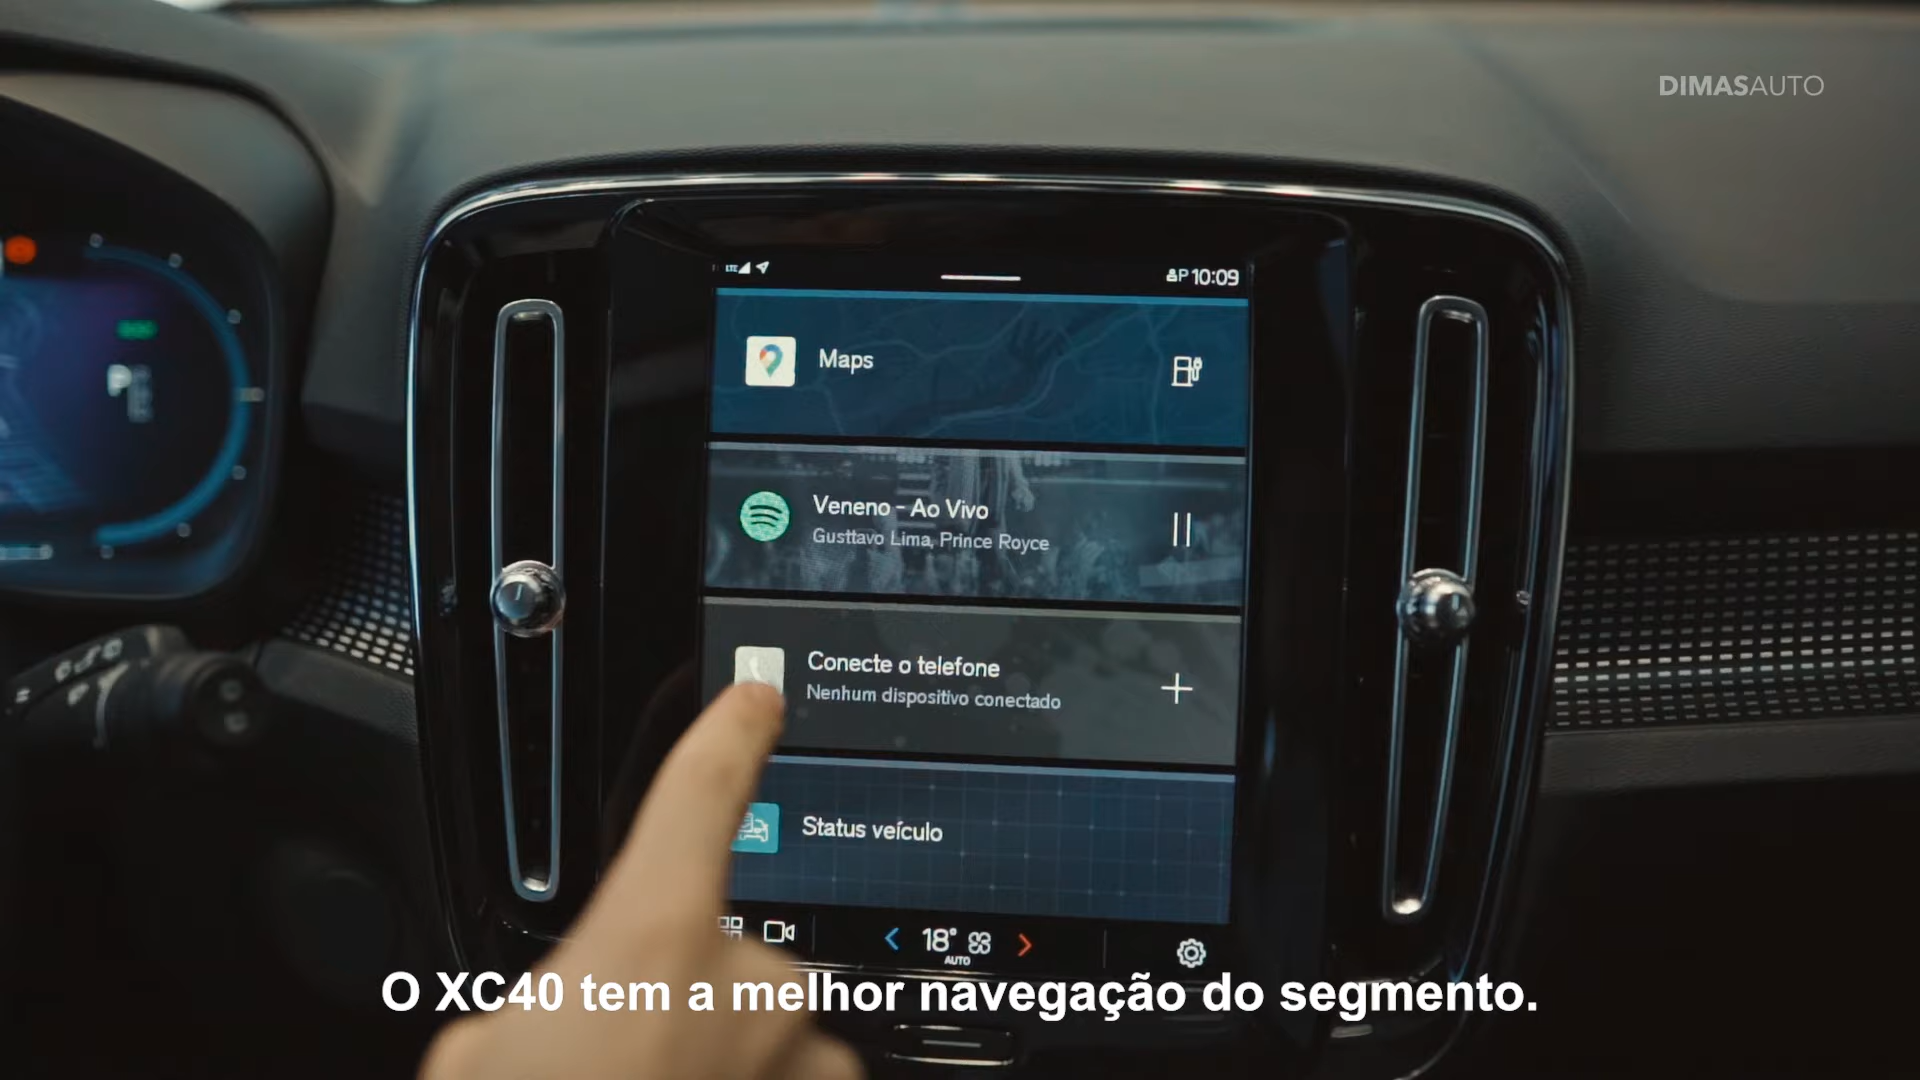 DIMASAUTO
LTE P 10:09
Maps
Veneno - Ao Vivo
Gusttavo Lima, Prince Royce
Conecte o telefone
Nenhum dispositivo conectado
Status veículo
18°
AUTO
O XC40 tem a melhor navegação do segmento.